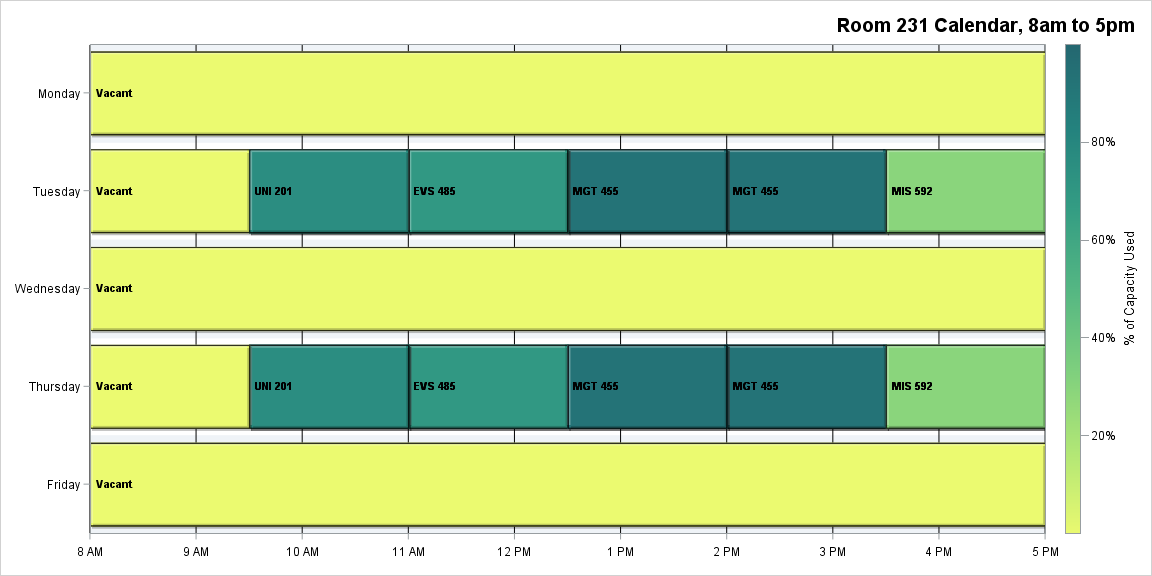 Room 231 Calendar, 8am to 5pm
Monday
Vacant
Tuesday
Vacant
UNI 201
EVS 485
MGT 455
MGT 455
MIS 592
Wednesday
Vacant
Thursday
Vacant
UNI 201
EVS 485
MGT 455
MGT 455
MIS 592
Friday
Vacant
8 AM
9 AM
10 AM
11 AM
12 PM
1 PM
2 PM
3 PM
4 PM
5 PM
80%
60%
40%
20%
% of Capacity Used